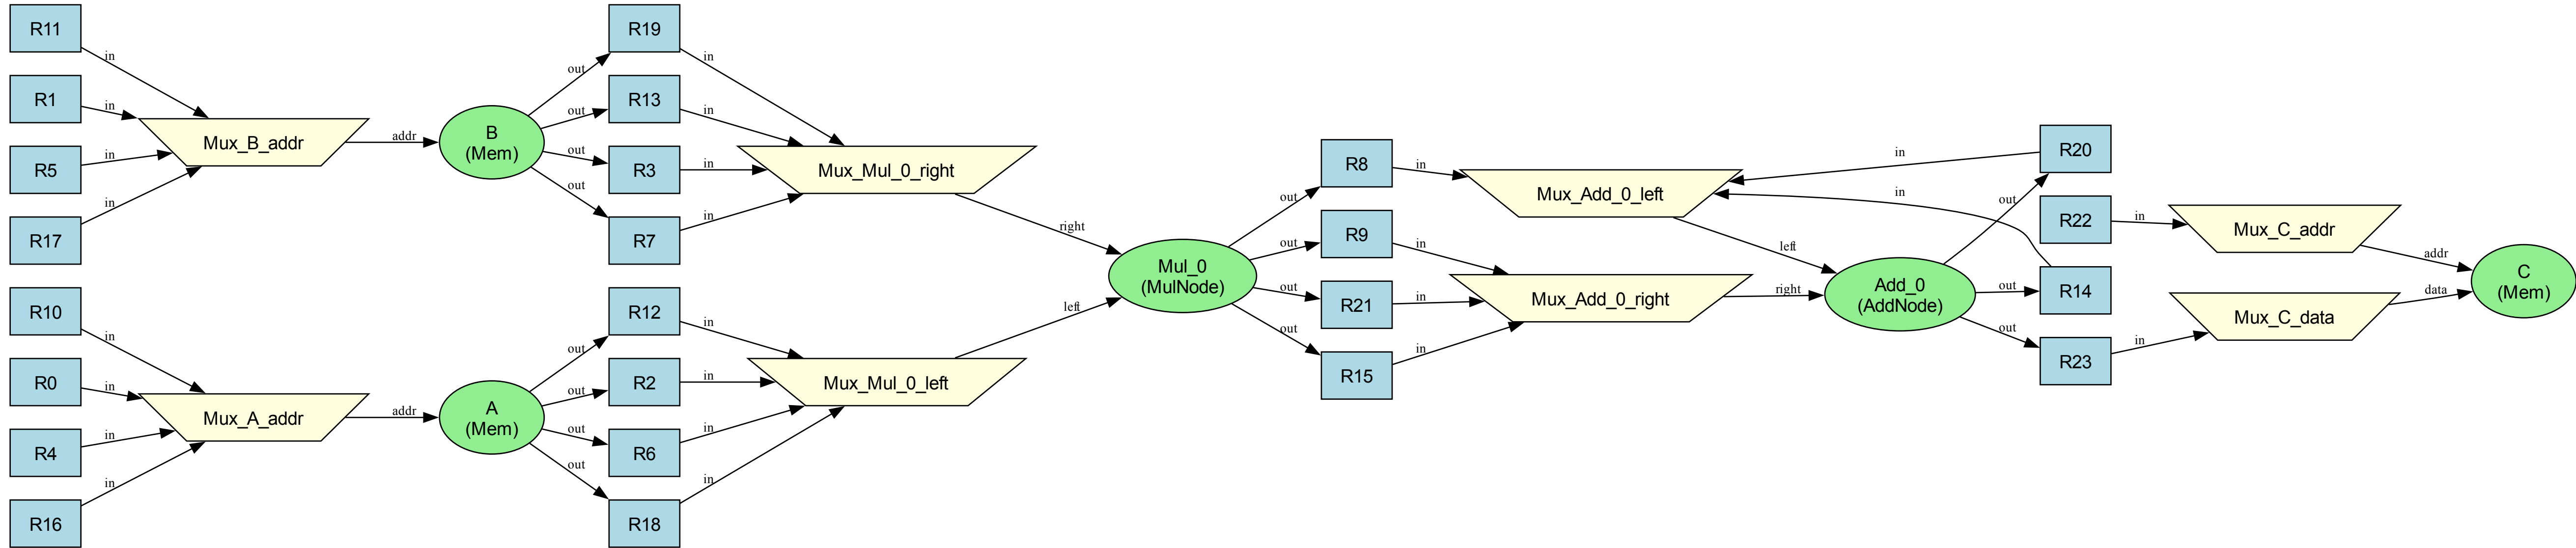 R11
R1
R5
R17
R10
R0
R4
R16
in
in
in
in
in
in
in
in
Mux_B_addr
Mux_A_addr
addr
addr
B
(Mem)
A
(Mem)
out
out
out
out
out
out
out
out
R19
R13
R3
R7
R12
R2
R6
R18
in
in
in
in
in
in
in
in
Mux_Mul_0_right
Mux_Mul_0_left
right
left
Mul_0
(MulNode)
out
out
out
out
R8
R9
R21
R15
in
in
in
in
Mux_Add_0_left
Mux_Add_0_right
left
right
in
in
Add_0
(AddNode)
out
out
out
R20
R22
R14
R23
in
in
Mux_C_addr
Mux_C_data
addr
data
C
(Mem)